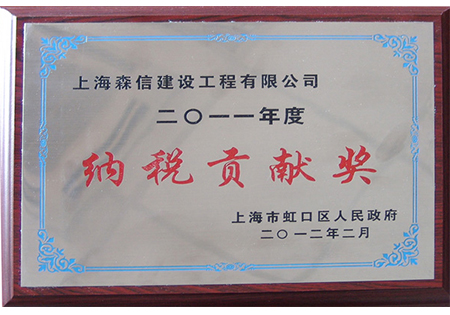 上海森信建设工程有限公司
二〇一一年度
纳税贡献奖
上海市虹口区人民政府
二〇一二年二月